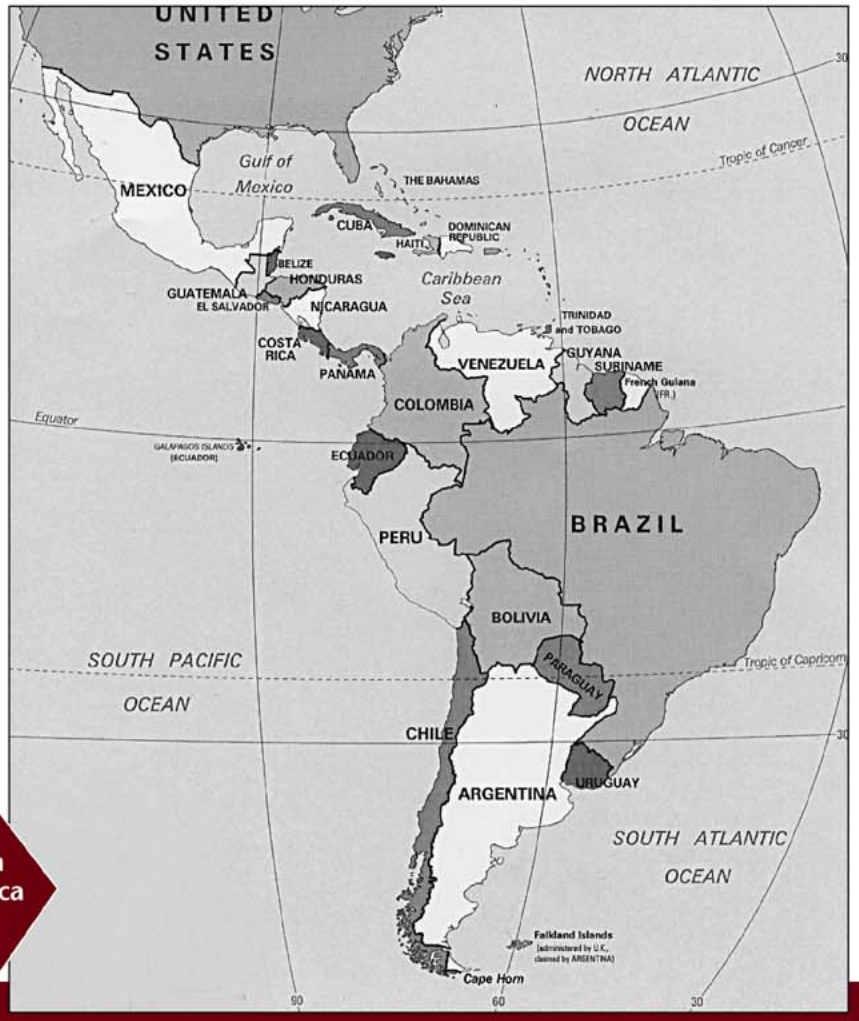 UNITED
STATES
NORTH ATLANTIC
OCEAN
30
Tropic of Cancer
Gulf of
Mexico
MEXICO
THE BAHAMAS
CUBA
HAITI
DOMINICAN
REPUBLIC
BELIZE
HONDURAS
GUATEMALA
EL SALVADOR
NICARAGUA
Caribbean
Sea
COSTA
RICA
PANAMA
TRINIDAD
and TOBAGO
VENEZUELA
GUYANA
SURINAME
French Guiana
(FR.)
COLOMBIA
Equator
GALAPAGOS ISLANDS
(ECUADOR)
ECUADOR
PERU
BRAZIL
BOLIVIA
SOUTH PACIFIC
OCEAN
PARAGUAY
Tropic of Capricorn
CHILE
30
ARGENTINA
URUGUAY
SOUTH ATLANTIC
OCEAN
Falkland Islands
(administered by U.K.,
claimed by ARGENTINA)
Cape Horn
90
60
30